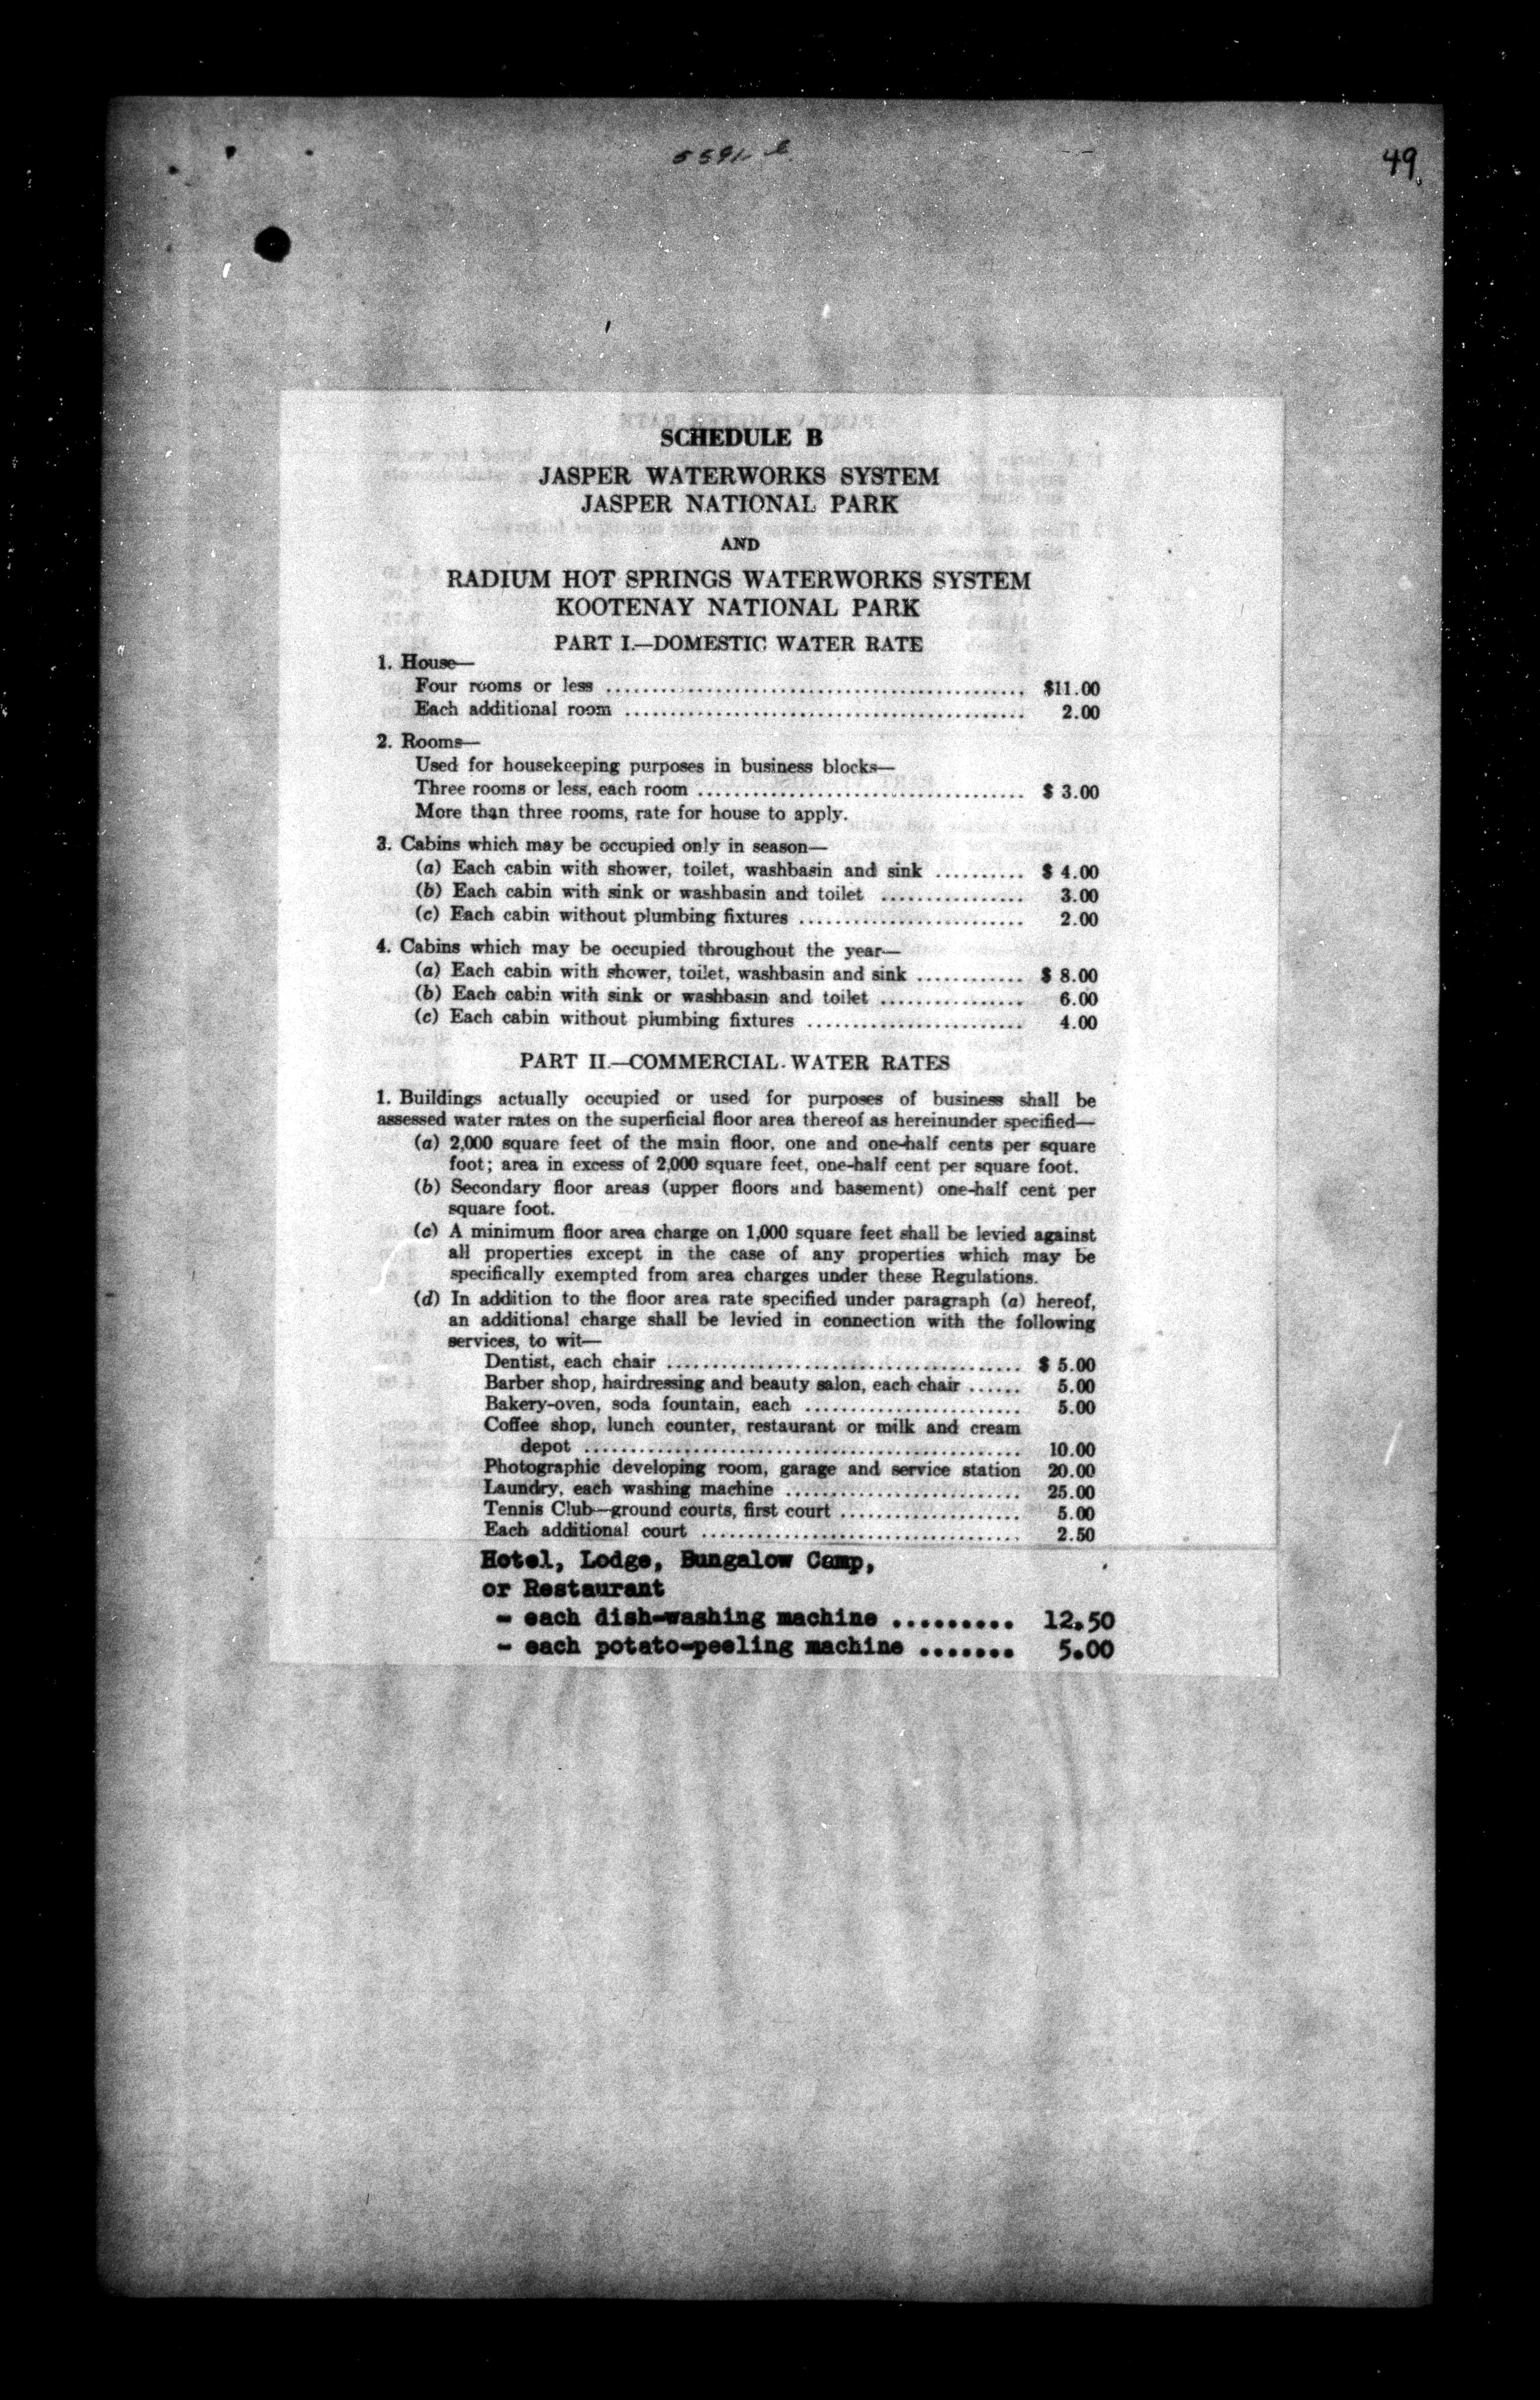 49.
SCHEDULE B
JASPER WATERWORKS SYSTEM
JASPER NATIONAL PARK
AND
RADIUM HOT SPRINGS WATERWORKS SYSTEM
KOOTENAY NATIONAL PARK
PART I.—DOMESTIC WATER RATE
1. House—
Four rooms or less ........................................ $11.00
Each additional room ........................................ 2.00
2. Rooms—
Used for housekeeping purposes in business blocks—
Three rooms or less, each room .................................. $ 3.00
More than three rooms, rate for house to apply.
3. Cabins which may be occupied only in season—
(a) Each cabin with shower, toilet, washbasin and sink .......... $ 4.00
(b) Each cabin with sink or washbasin and toilet ................ 3.00
(c) Each cabin without plumbing fixtures ........................ 2.00
4. Cabins which may be occupied throughout the year—
(a) Each cabin with shower, toilet, washbasin and sink ............ $ 8.00
(b) Each cabin with sink or washbasin and toilet ................ 6.00
(c) Each cabin without plumbing fixtures ........................ 4.00
PART II.—COMMERCIAL WATER RATES
1. Buildings actually occupied or used for purposes of business shall be
assessed water rates on the superficial floor area thereof as hereinunder specified—
(a) 2,000 square feet of the main floor, one and one-half cents per square
foot; area in excess of 2,000 square feet, one-half cent per square foot.
(b) Secondary floor areas (upper floors and basement) one-half cent per
square foot.
(c) A minimum floor area charge on 1,000 square feet shall be levied against
all properties except in the case of any properties which may be
specifically exempted from area charges under these Regulations.
(d) In addition to the floor area rate specified under paragraph (a) hereof,
an additional charge shall be levied in connection with the following
services, to wit—
Dentist, each chair ...................................... $ 5.00
Barber shop, hairdressing and beauty salon, each chair ...... 5.00
Bakery-oven, soda fountain, each ........................ 5.00
Coffee shop, lunch counter, restaurant or milk and cream
depot .............................................. 10.00
Photographic developing room, garage and service station 20.00
Laundry, each washing machine .......................... 25.00
Tennis Club—ground courts, first court .................... 5.00
Each additional court .................................. 2.50
Hotel, Lodge, Bungalow Camp,
or Restaurant
- each dish-washing machine ......... 12.50
- each potato-peeling machine ....... 5.00